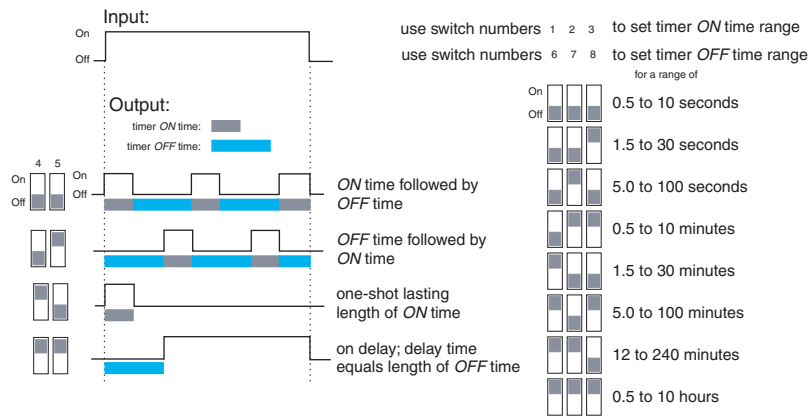 Input:
On
Off
Output:
timer ON time:
timer OFF time:
4 5
On
Off
On
Off
ON time followed by
OFF time
OFF time followed by
ON time
one-shot lasting
length of ON time
on delay; delay time
equals length of OFF time
use switch numbers 1 2 3 to set timer ON time range
use switch numbers 6 7 8 to set timer OFF time range
for a range of
On
Off
0.5 to 10 seconds
1.5 to 30 seconds
5.0 to 100 seconds
0.5 to 10 minutes
1.5 to 30 minutes
5.0 to 100 minutes
12 to 240 minutes
0.5 to 10 hours